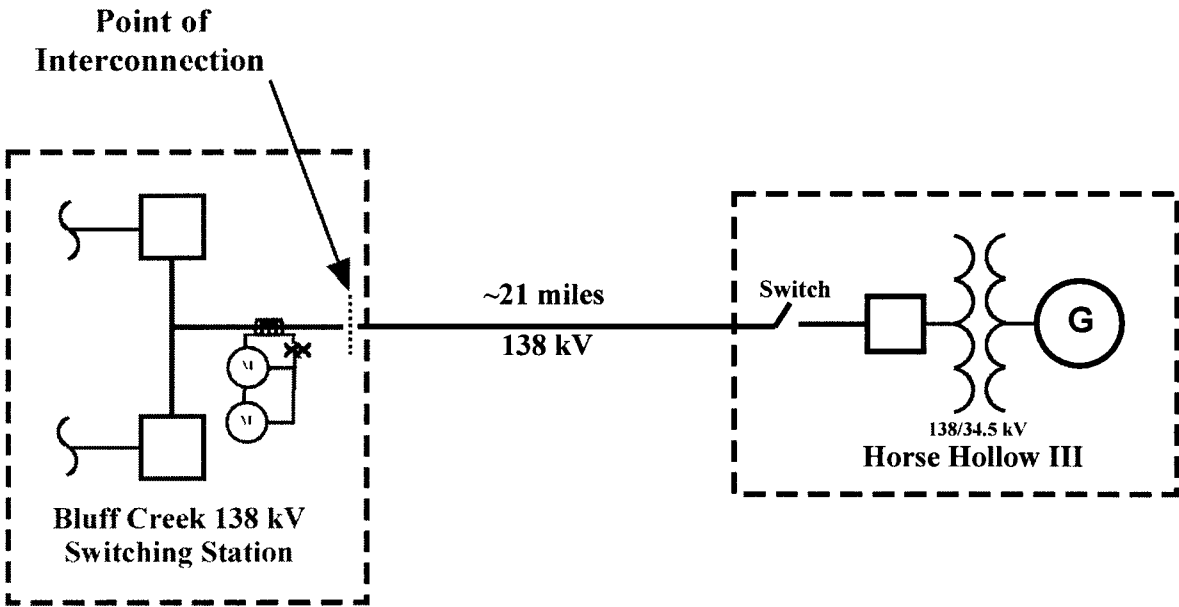 Point of
Interconnection
~21 miles
138 kV
Switch
G
M
M
138/34.5 kV
Horse Hollow III
Bluff Creek 138 kV
Switching Station